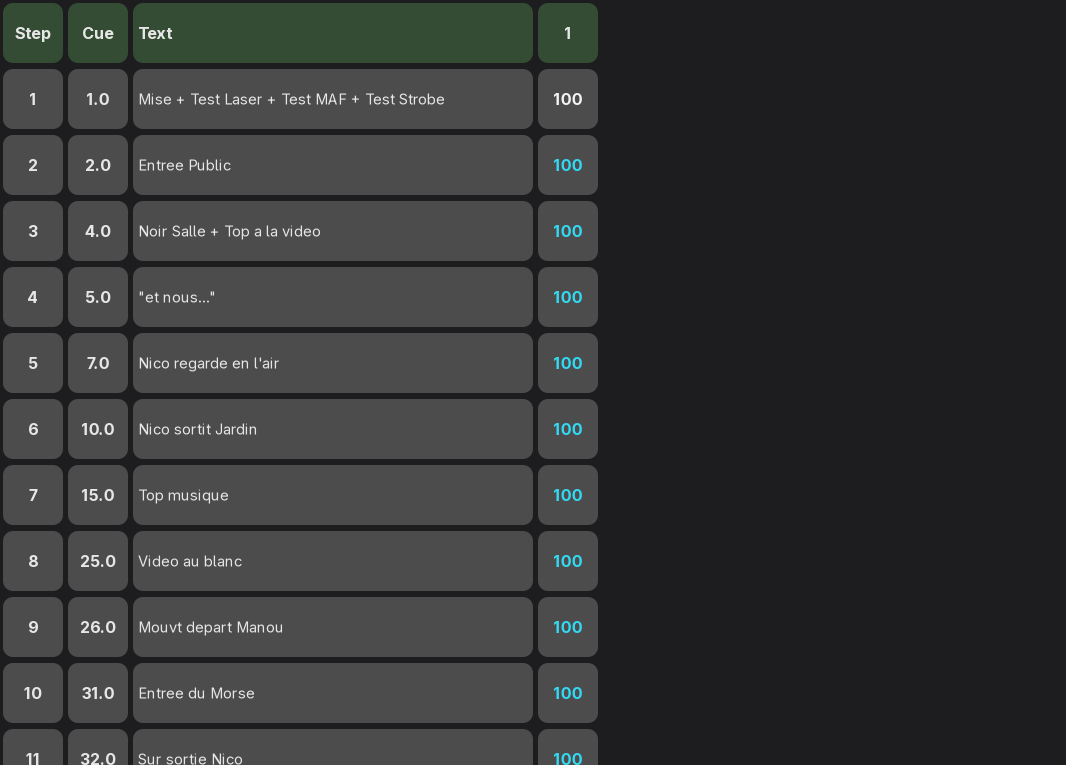 Step Cue Text 1
1 1.0 Mise + Test Laser + Test MAF + Test Strobe 100
2 2.0 Entree Public 100
3 4.0 Noir Salle + Top a la video 100
4 5.0 "et nous..." 100
5 7.0 Nico regarde en l'air 100
6 10.0 Nico sortit Jardin 100
7 15.0 Top musique 100
8 25.0 Video au blanc 100
9 26.0 Mouvt depart Manou 100
10 31.0 Entree du Morse 100
11 32.0 Sur sortie Nico 100